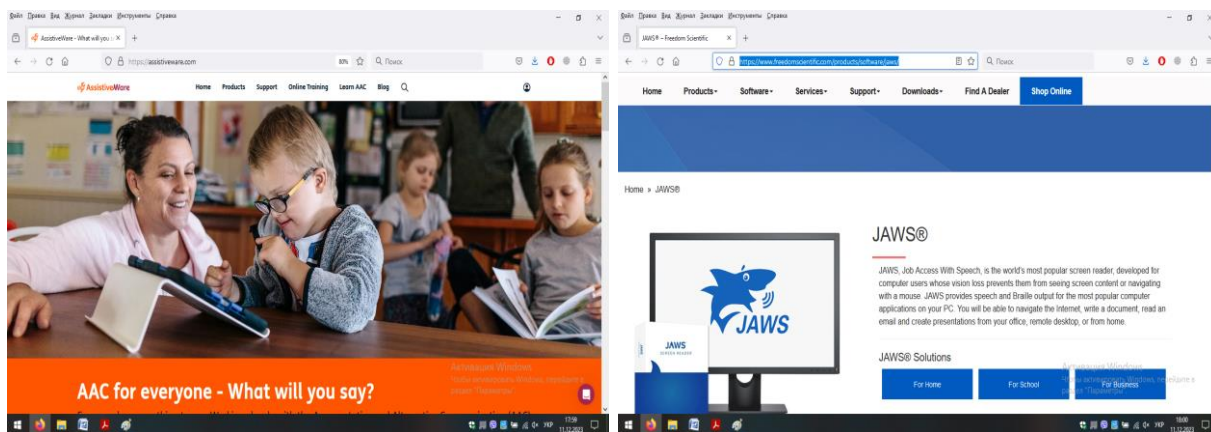 Файл Правка Вид Журнал Закладки Инструменты Справка
AssistiveWare - What will you s
https://assistiveware.com
80%
Поиск
AssistiveWare
Home Products Support Online Training Learn AAC Blog
AAC for everyone - What will you say?
Активация Windows
Чтобы активировать Windows, перейдите в
раздел "Параметры".
УКР
17:59
11.12.2023
Файл Правка Вид Журнал Закладки Инструменты Справка
JAWS® – Freedom Scientific
https://www.freedomscientific.com/products/software/jaws/
Поиск
Home Products Software Services Support Downloads Find A Dealer Shop Online
Home » JAWS®
JAWS
JAWS
SCREEN READER
JAWS®
JAWS, Job Access With Speech, is the world's most popular screen reader, developed for
computer users whose vision loss prevents them from seeing screen content or navigating
with a mouse. JAWS provides speech and Braille output for the most popular computer
applications on your PC. You will be able to navigate the Internet, write a document, read an
email and create presentations from your office, remote desktop, or from home.
JAWS® Solutions
For Home For School For Business
Активация Windows
Чтобы активировать Windows, перейдите в
раздел "Параметры".
УКР
11.12.2023